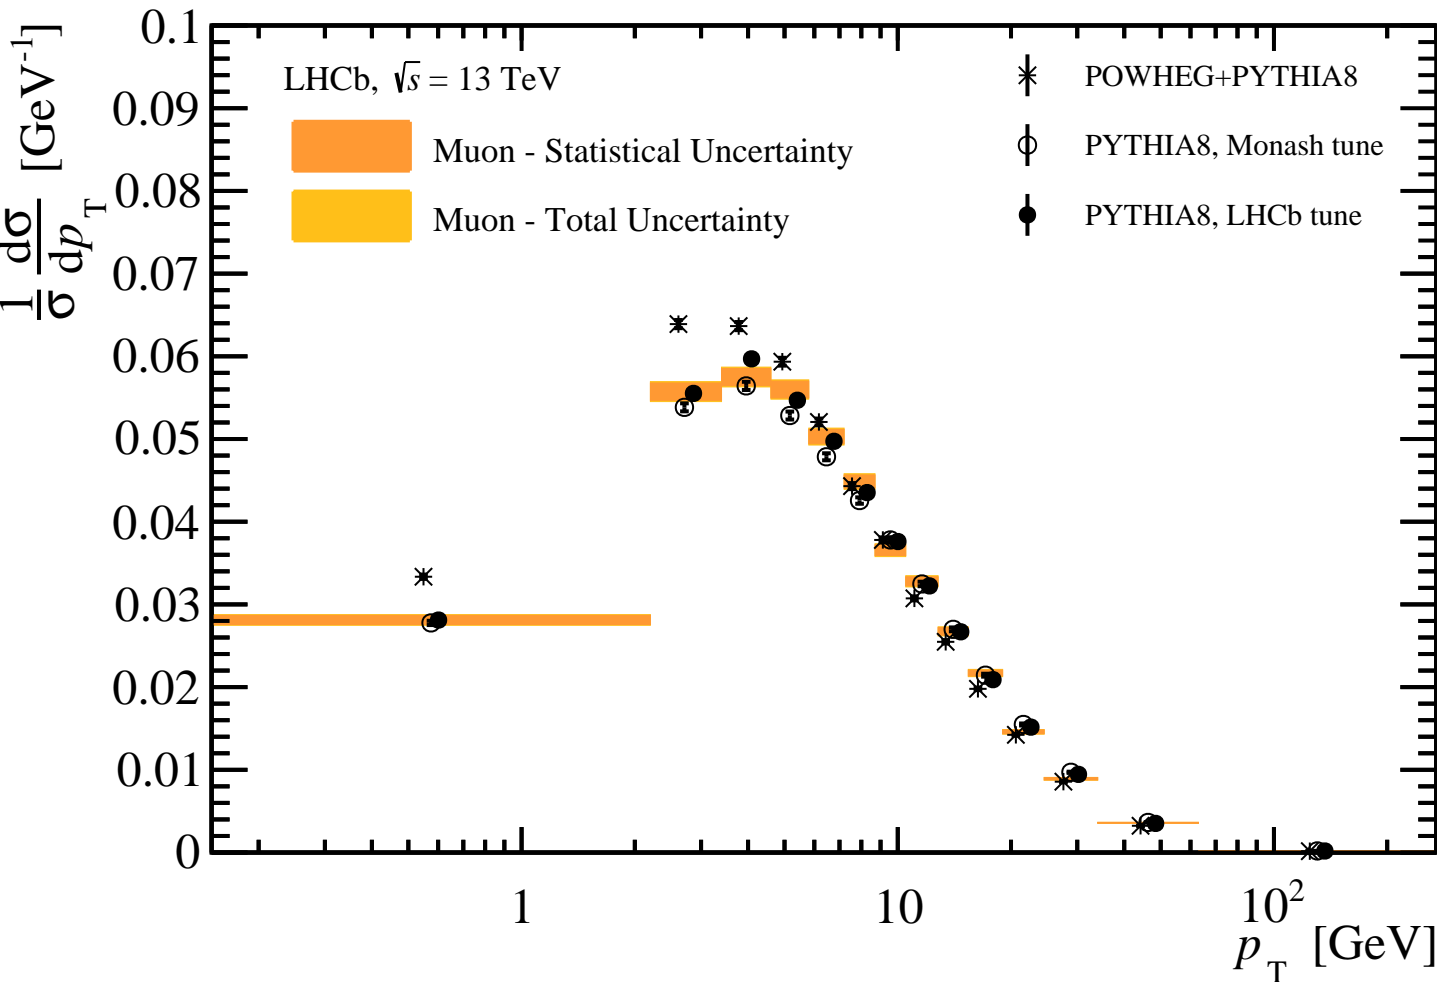 1/σ dσ/dp_T [GeV⁻¹]
LHCb, √s = 13 TeV
Muon - Statistical Uncertainty
Muon - Total Uncertainty
POWHEG+PYTHIA8
PYTHIA8, Monash tune
PYTHIA8, LHCb tune
0.1
0.09
0.08
0.07
0.06
0.05
0.04
0.03
0.02
0.01
0
1
10
10²
p_T [GeV]